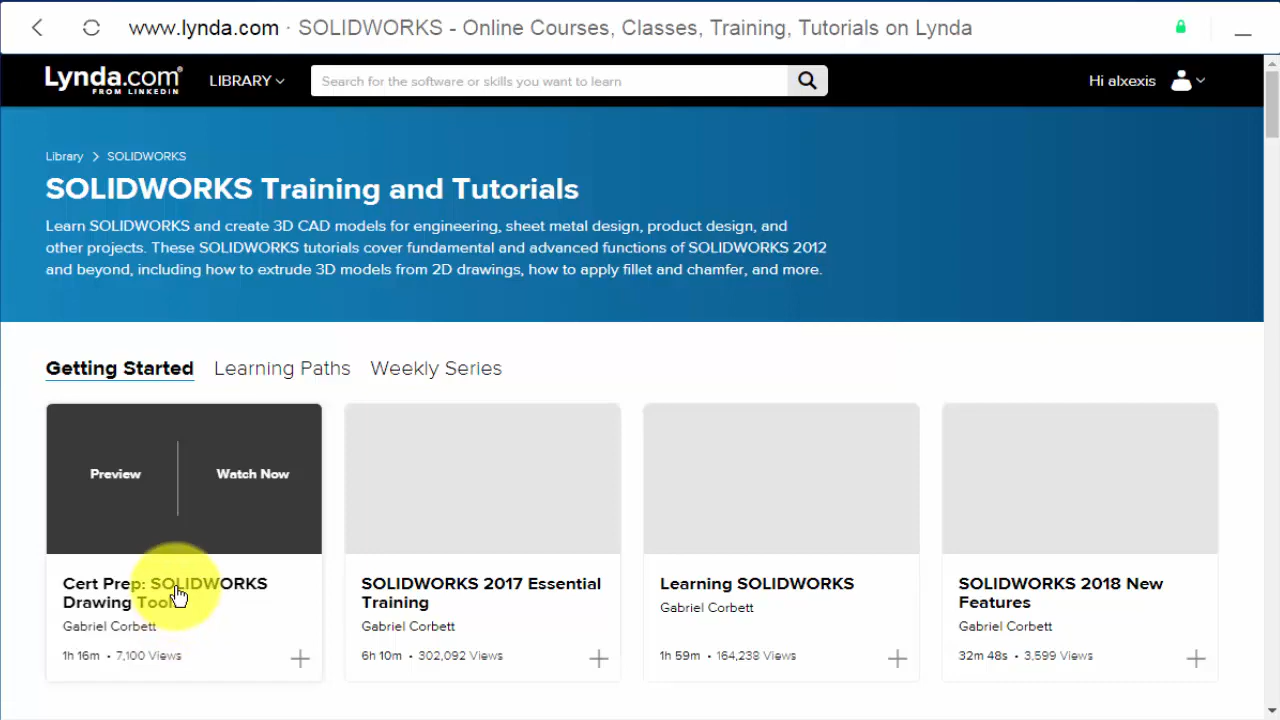 www.lynda.com · SOLIDWORKS - Online Courses, Classes, Training, Tutorials on Lynda
Lynda.com®
FROM LINKEDIN
LIBRARY
Search for the software or skills you want to learn
Hi alxexis
Library > SOLIDWORKS
SOLIDWORKS Training and Tutorials
Learn SOLIDWORKS and create 3D CAD models for engineering, sheet metal design, product design, and
other projects. These SOLIDWORKS tutorials cover fundamental and advanced functions of SOLIDWORKS 2012
and beyond, including how to extrude 3D models from 2D drawings, how to apply fillet and chamfer, and more.
Getting Started Learning Paths Weekly Series
Preview
Watch Now
Cert Prep: SOLIDWORKS
Drawing Tools
Gabriel Corbett
1h 16m • 7,100 Views
SOLIDWORKS 2017 Essential
Training
Gabriel Corbett
6h 10m • 302,092 Views
Learning SOLIDWORKS
Gabriel Corbett
1h 59m • 164,238 Views
SOLIDWORKS 2018 New
Features
Gabriel Corbett
32m 48s • 3,599 Views